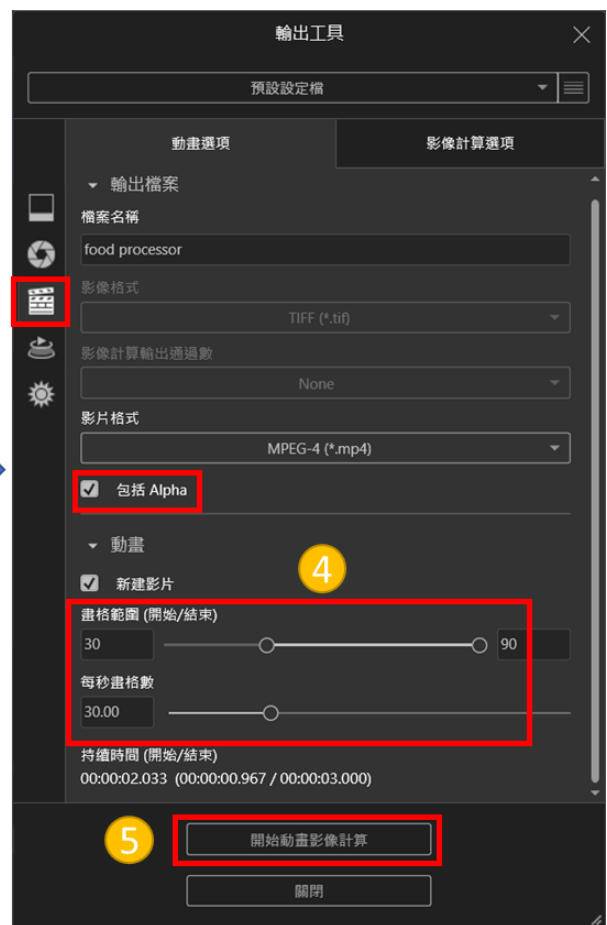 輸出工具
預設設定檔
動畫選項
影像計算選項
輸出檔案
檔案名稱
food processor
影像格式
TIFF (*.tif)
影像計算輸出通過數
None
影片格式
MPEG-4 (*.mp4)
包括 Alpha
動畫
4
新建影片
畫格範圍 (開始/結束)
30
90
每秒畫格數
30.00
持續時間 (開始/結束)
00:00:02.033 (00:00:00.967 / 00:00:03.000)
5
開始動畫影像計算
關閉